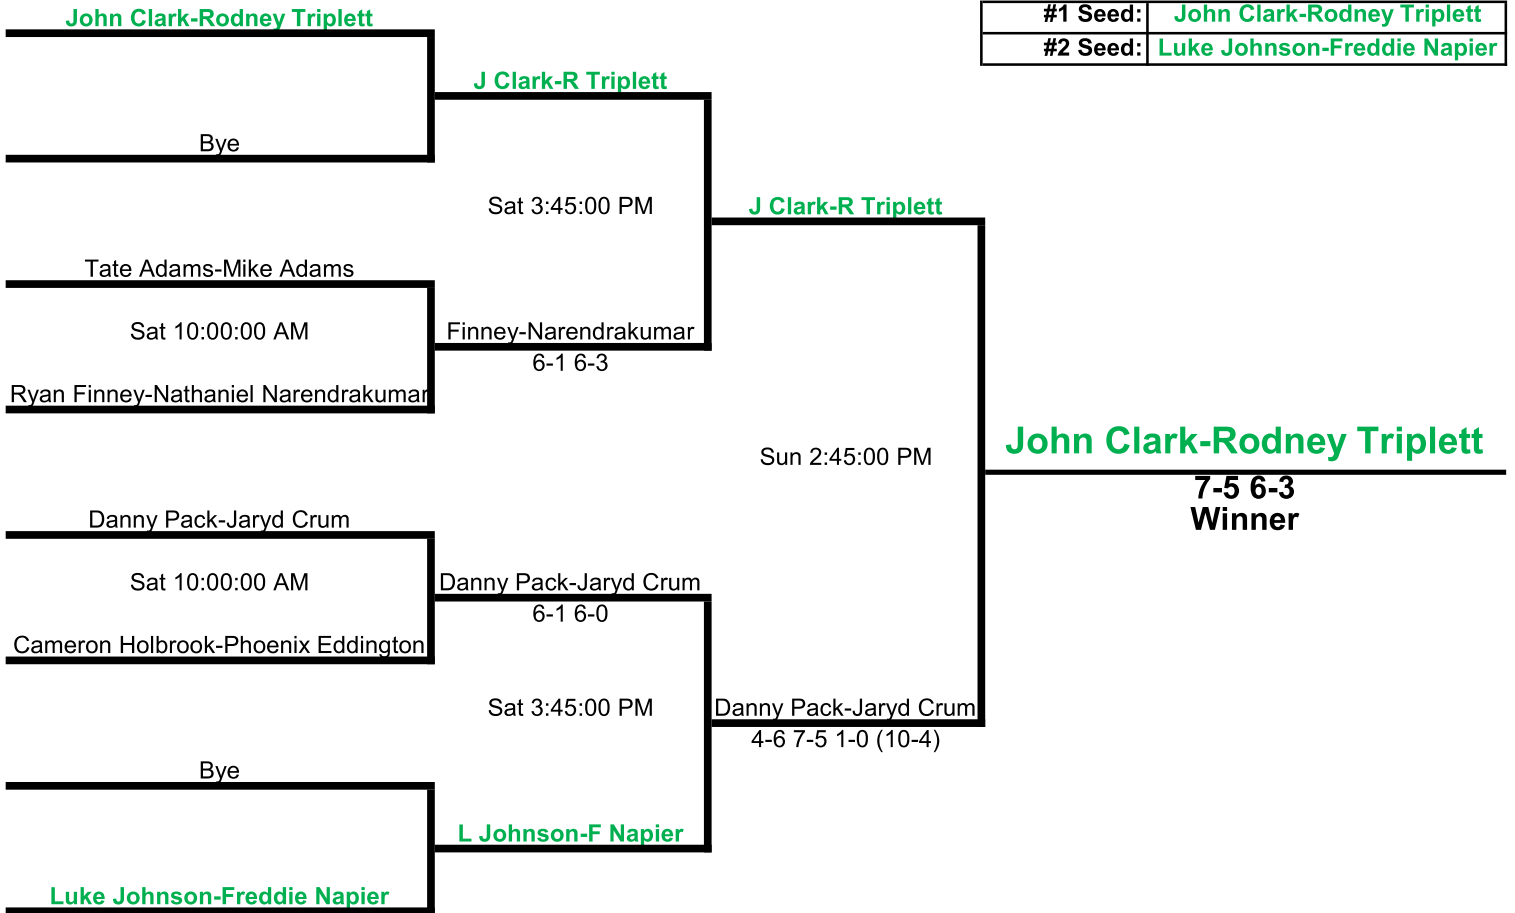 John Clark-Rodney Triplett
#1 Seed: John Clark-Rodney Triplett
#2 Seed: Luke Johnson-Freddie Napier
J Clark-R Triplett
Bye
Sat 3:45:00 PM
J Clark-R Triplett
Tate Adams-Mike Adams
Sat 10:00:00 AM
Finney-Narendrakumar
6-1 6-3
Ryan Finney-Nathaniel Narendrakumar
Sun 2:45:00 PM
John Clark-Rodney Triplett
7-5 6-3
Winner
Danny Pack-Jaryd Crum
Sat 10:00:00 AM
Danny Pack-Jaryd Crum
6-1 6-0
Cameron Holbrook-Phoenix Eddington
Sat 3:45:00 PM
Danny Pack-Jaryd Crum
4-6 7-5 1-0 (10-4)
Bye
L Johnson-F Napier
Luke Johnson-Freddie Napier